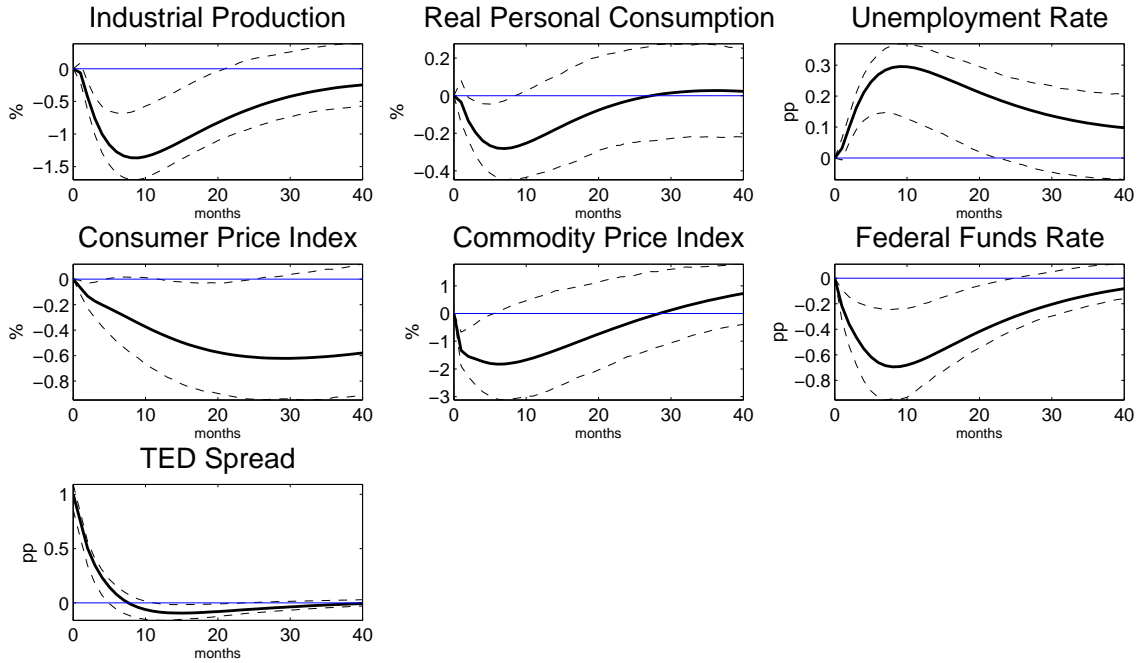 Industrial Production
0
−0.5
−1
−1.5
%
0 10 20 30 40
months
Real Personal Consumption
0.2
0
−0.2
−0.4
%
0 10 20 30 40
months
Unemployment Rate
0.3
0.2
0.1
0
pp
0 10 20 30 40
months
Consumer Price Index
0
−0.2
−0.4
−0.6
−0.8
%
0 10 20 30 40
months
Commodity Price Index
1
0
−1
−2
−3
%
0 10 20 30 40
months
Federal Funds Rate
0
−0.2
−0.4
−0.6
−0.8
pp
0 10 20 30 40
months
TED Spread
1
0.5
0
pp
0 10 20 30 40
months